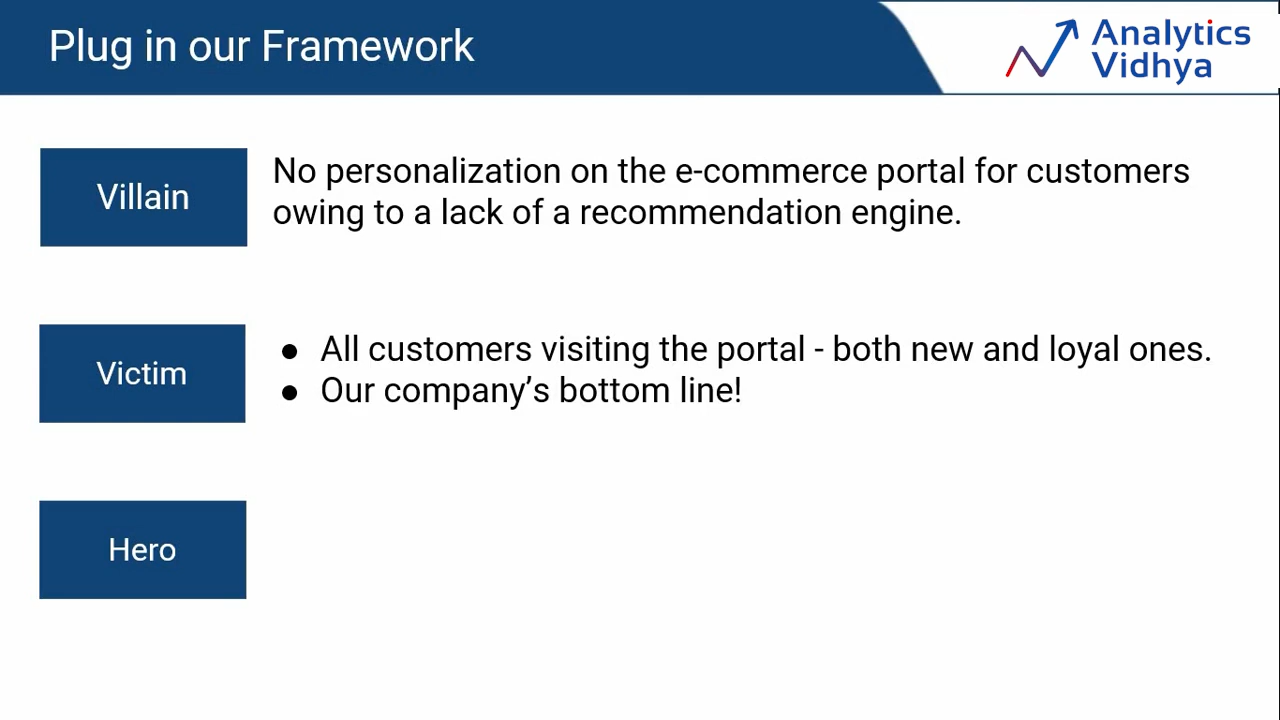 Plug in our Framework
Analytics
Vidhya
Villain
No personalization on the e-commerce portal for customers
owing to a lack of a recommendation engine.
Victim
● All customers visiting the portal - both new and loyal ones.
● Our company’s bottom line!
Hero